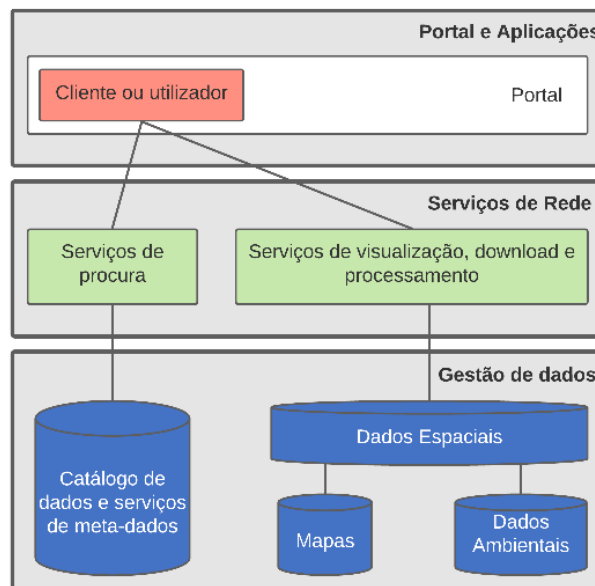 Portal e Aplicações
Cliente ou utilizador
Portal
Serviços de Rede
Serviços de
procura
Serviços de visualização, download e
processamento
Gestão de dados
Catálogo de
dados e serviços
de meta-dados
Dados Espaciais
Mapas
Dados
Ambientais